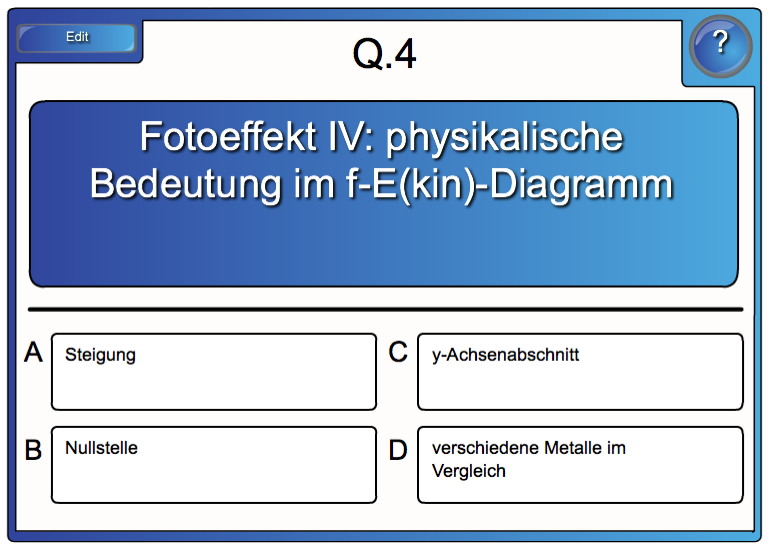 Edit
Q.4
?
Fotoeffekt IV: physikalische
Bedeutung im f-E(kin)-Diagramm
A
Steigung
C
y-Achsenabschnitt
B
Nullstelle
D
verschiedene Metalle im
Vergleich